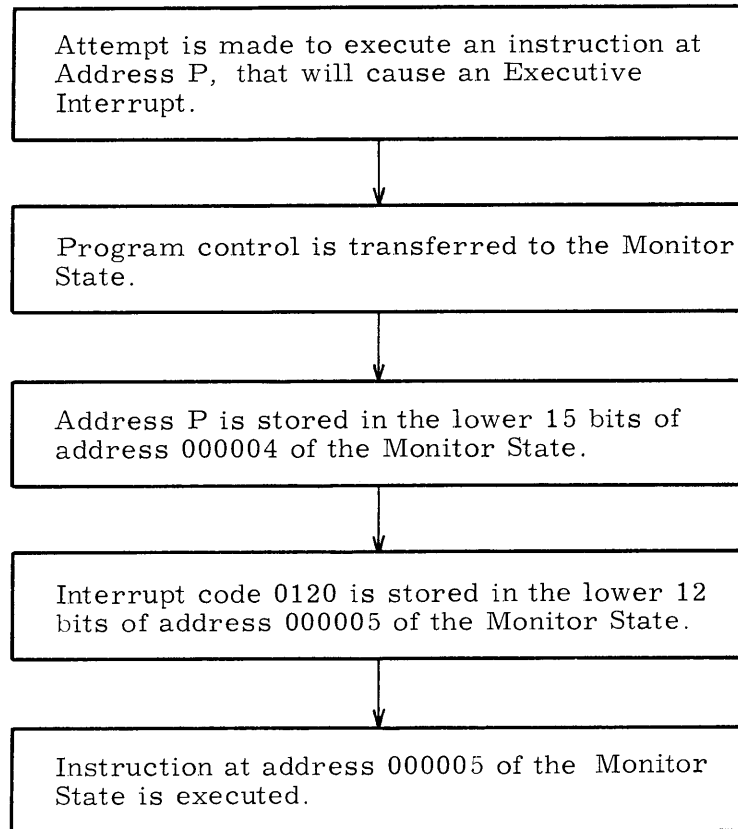 Attempt is made to execute an instruction at
Address P, that will cause an Executive
Interrupt.
Program control is transferred to the Monitor
State.
Address P is stored in the lower 15 bits of
address 000004 of the Monitor State.
Interrupt code 0120 is stored in the lower 12
bits of address 000005 of the Monitor State.
Instruction at address 000005 of the Monitor
State is executed.